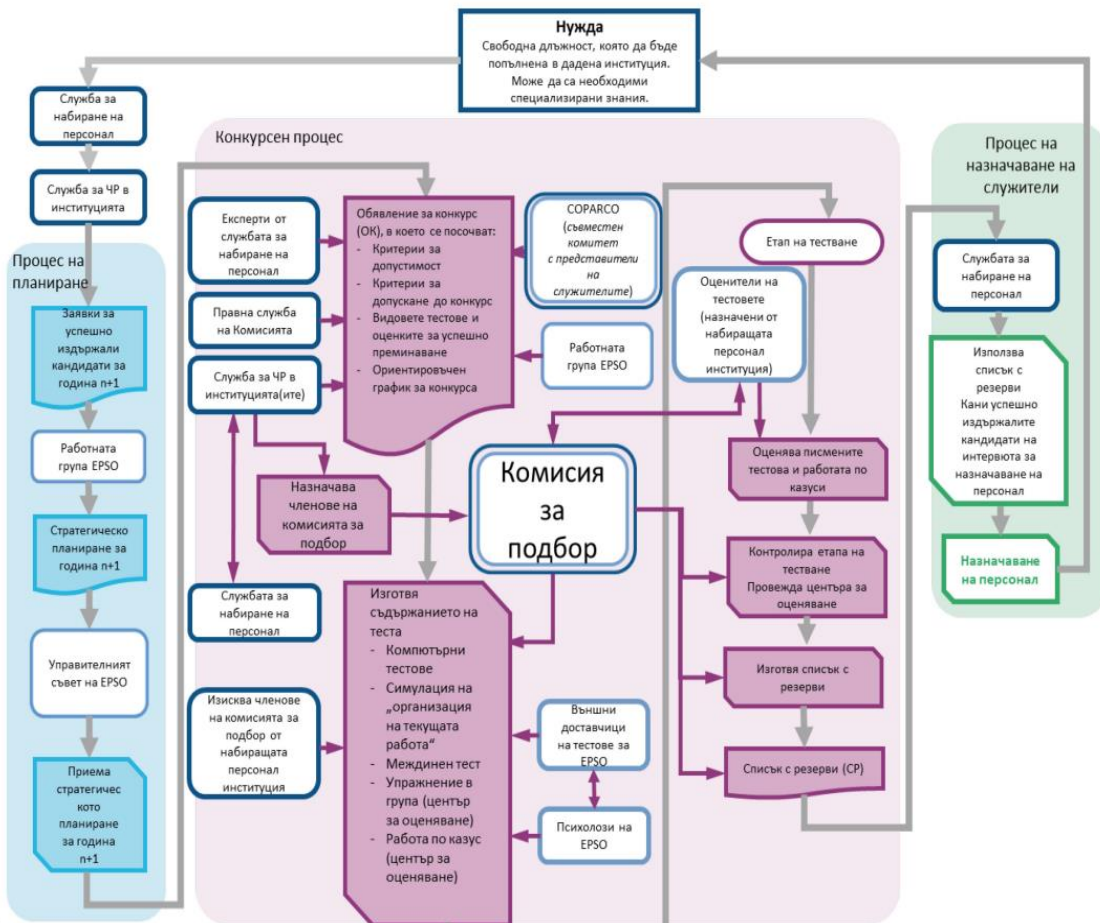 Нужда
Свободна длъжност, която да бъде
попълнена в дадена институция.
Може да са необходими
специализирани знания.
Служба за
набиране на
персонал
Служба за ЧР в
институцията
Процес на
планиране
Заявки за
успешно
издържали
кандидати за
година n+1
Работната
група EPSO
Стратегическо
планиране за
година n+1
Управителният
съвет на EPSO
Приема
стратегичес
кото
планиране
за година
n+1
Конкурсен процес
Експерти от
службата за
набиране на
персонал
Правна служба
на Комисията
Служба за ЧР в
институцията(ите)
Обявление за конкурс
(ОК), в което се посочват:
- Критерии за
допустимост
- Критерии за
допускане до конкурс
- Видовете тестове и
оценките за успешно
преминаване
- Ориентировъчен
график за конкурса
COPARCO
(съвместен
комитет
с представители
на
служителите)
Работната
група EPSO
Назначава
членове на
комисията за
подбор
Комисия
за
подбор
Службата за
набиране на
персонал
Изисква членове
на комисията за
подбор от
набиращата
персонал
институция
Изготвя
съдържанието на
теста
- Компютърни
тестове
- Симулация на
„организация
на текущата
работа“
- Междинен тест
- Упражнение в
група (център
за оценяване)
- Работа по казус
(център за
оценяване)
Външни
доставчици
на тестове за
EPSO
Психолози на
EPSO
Етап на тестване
Оценители на
тестовете
(назначени от
набиращата
персонал
институция)
Оценява писмените
тестова и работата по
казуси
Контролира етапа на
тестване
Провежда центъра за
оценяване
Изготвя списък с
резерви
Списък с резерви (СР)
Процес на
назначаване на
служители
Службата за
набиране на
персонал
Използва
списък с
резерви
Кани успешно
издържалите
кандидати на
интервюта за
назначаване на
персонал
Назначаване
на персонал